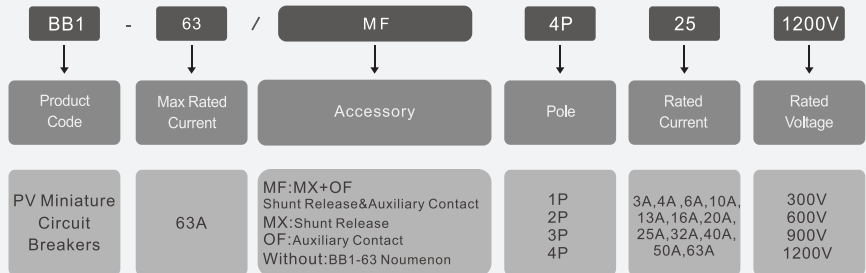 BB1 - 63 / MF 4P 25 1200V
Product Code
Max Rated Current
Accessory
Pole
Rated Current
Rated Voltage
PV Miniature
Circuit
Breakers
63A
MF:MX+OF
Shunt Release&Auxiliary Contact
MX:Shunt Release
OF:Auxiliary Contact
Without:BB1-63 Noumenon
1P
2P
3P
4P
3A,4A ,6A,10A,
13A,16A,20A,
25A,32A,40A,
50A,63A
300V
600V
900V
1200V